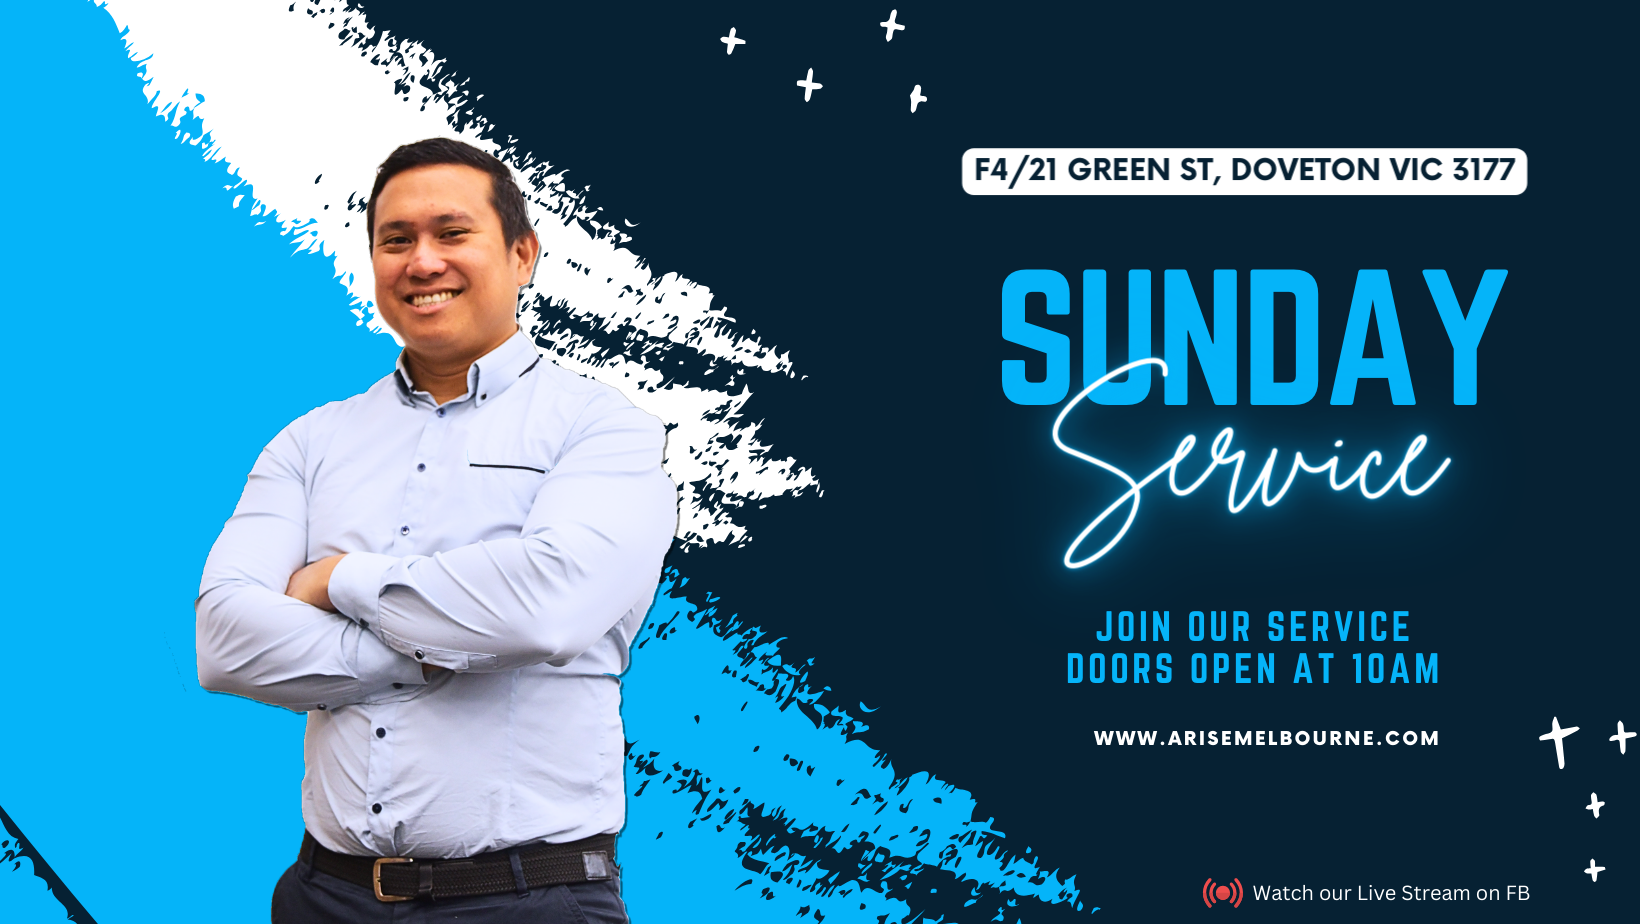 F4/21 GREEN ST, DOVETON VIC 3177
SUNDAY
Service
JOIN OUR SERVICE
DOORS OPEN AT 10AM
WWW.ARISEMELBOURNE.COM
Watch our Live Stream on FB